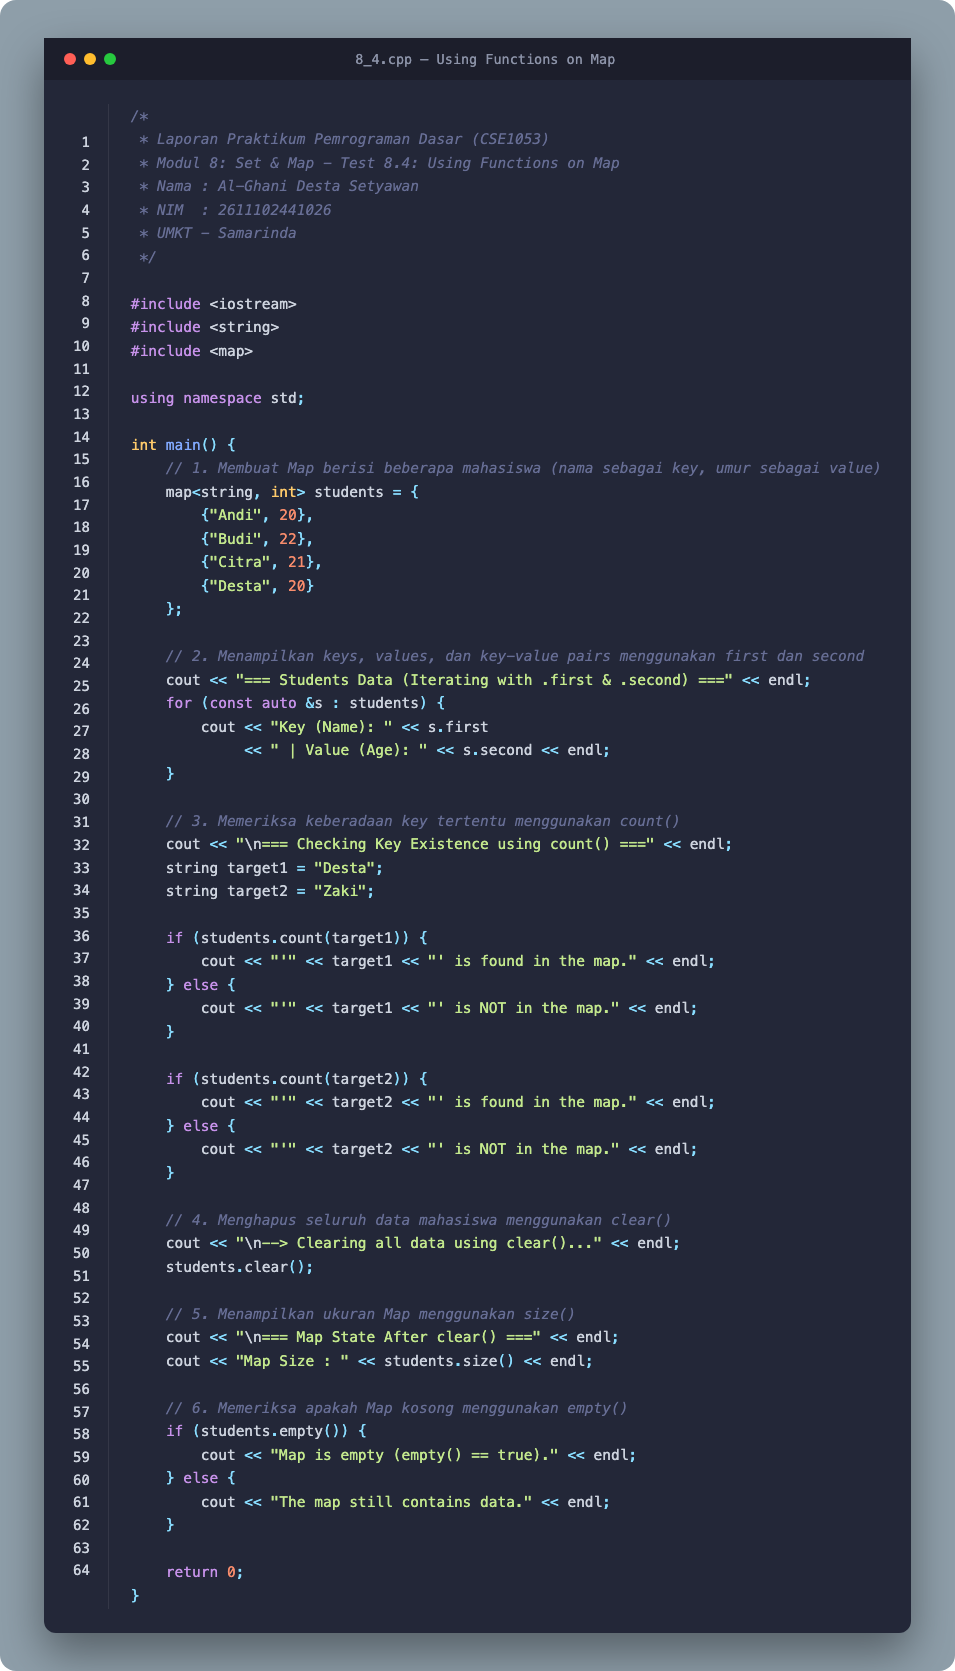 8_4.cpp — Using Functions on Map
/*
1 * Laporan Praktikum Pemrograman Dasar (CSE1053)
2 * Modul 8: Set & Map - Test 8.4: Using Functions on Map
3 * Nama : Al-Ghani Desta Setyawan
4 * NIM  : 2611102441026
5 * UMKT - Samarinda
6 */
7
8 #include <iostream>
9 #include <string>
10 #include <map>
11
12 using namespace std;
13
14 int main() {
15     // 1. Membuat Map berisi beberapa mahasiswa (nama sebagai key, umur sebagai value)
16     map<string, int> students = {
17         {"Andi", 20},
18         {"Budi", 22},
19         {"Citra", 21},
20         {"Desta", 20}
21     };
22
23     // 2. Menampilkan keys, values, dan key-value pairs menggunakan first dan second
24     cout << "=== Students Data (Iterating with .first & .second) ===" << endl;
25     for (const auto &s : students) {
26         cout << "Key (Name): " << s.first
27              << " | Value (Age): " << s.second << endl;
28     }
29
30     // 3. Memeriksa keberadaan key tertentu menggunakan count()
31     cout << "\n=== Checking Key Existence using count() ===" << endl;
32     string target1 = "Desta";
33     string target2 = "Zaki";
34
35     if (students.count(target1)) {
36         cout << "'" << target1 << "' is found in the map." << endl;
37     } else {
38         cout << "'" << target1 << "' is NOT in the map." << endl;
39     }
40
41     if (students.count(target2)) {
42         cout << "'" << target2 << "' is found in the map." << endl;
43     } else {
44         cout << "'" << target2 << "' is NOT in the map." << endl;
45     }
46
47     // 4. Menghapus seluruh data mahasiswa menggunakan clear()
48     cout << "\n--> Clearing all data using clear()..." << endl;
49     students.clear();
50
51     // 5. Menampilkan ukuran Map menggunakan size()
52     cout << "\n=== Map State After clear() ===" << endl;
53     cout << "Map Size : " << students.size() << endl;
54
55     // 6. Memeriksa apakah Map kosong menggunakan empty()
56     if (students.empty()) {
57         cout << "Map is empty (empty() == true)." << endl;
58     } else {
59         cout << "The map still contains data." << endl;
60     }
61
62     return 0;
63 }
64